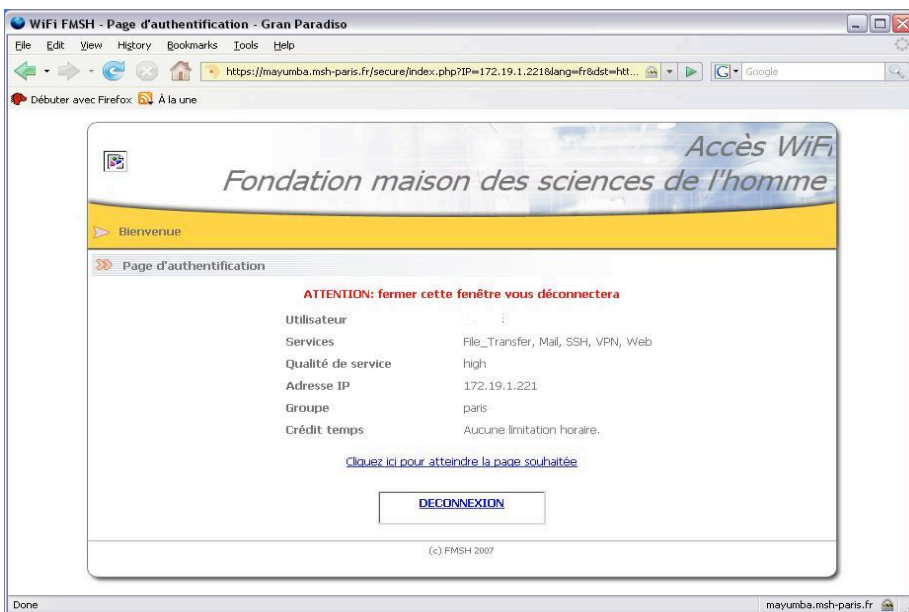 WiFi FMSH - Page d'authentification - Gran Paradiso
File Edit View History Bookmarks Tools Help
https://mayumba.msh-paris.fr/secure/index.php?IP=172.19.1.221&lang=fr&dst=htt... G Google
Débuter avec Firefox À la une
Accès WiFi
Fondation maison des sciences de l'homme
Bienvenue
Page d'authentification
ATTENTION: fermer cette fenêtre vous déconnectera
Utilisateur
Services File_Transfer, Mail, SSH, VPN, Web
Qualité de service high
Adresse IP 172.19.1.221
Groupe paris
Crédit temps Aucune limitation horaire.
Cliquez ici pour atteindre la page souhaitée
DECONNEXION
(c) FMSH 2007
Done mayumba.msh-paris.fr